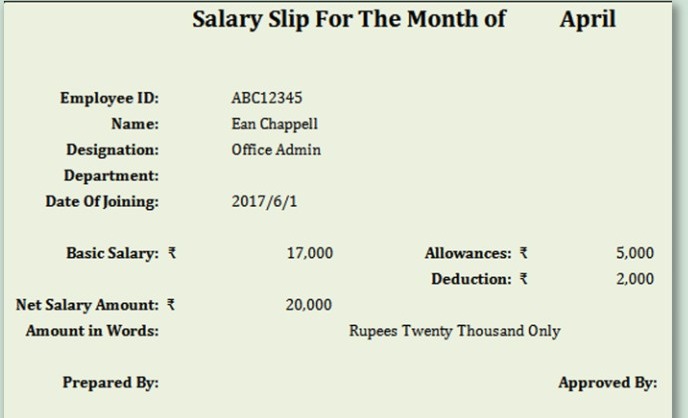 Salary Slip For The Month of April
Employee ID: ABC12345
Name: Ean Chappell
Designation: Office Admin
Department:
Date Of Joining: 2017/6/1
Basic Salary: ₹ 17,000 Allowances: ₹ 5,000
Deduction: ₹ 2,000
Net Salary Amount: ₹ 20,000
Amount in Words: Rupees Twenty Thousand Only
Prepared By: Approved By: